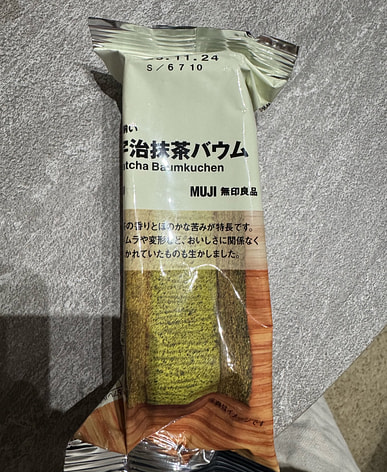 .11.24
S/6710
揃い
宇治抹茶バウム
atcha Baumkuchen
MUJI 無印良品
の香りとほのかな苦みが特長です。
ムラや変形など、おいしさに関係なく
かれていたものも生かしました。